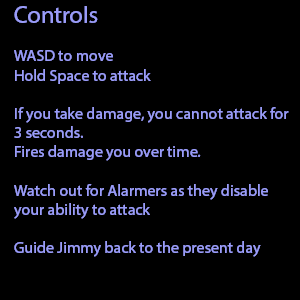 Controls
WASD to move
Hold Space to attack
If you take damage, you cannot attack for
3 seconds.
Fires damage you over time.
Watch out for Alarmers as they disable
your ability to attack
Guide Jimmy back to the present day